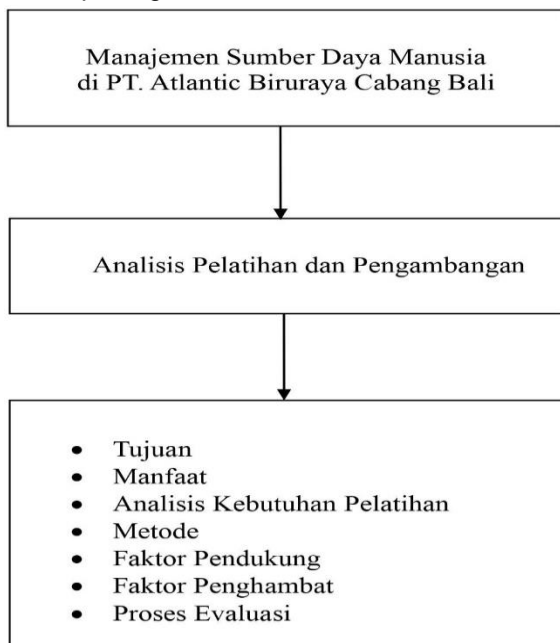 Manajemen Sumber Daya Manusia
di PT. Atlantic Biruraya Cabang Bali
Analisis Pelatihan dan Pengambangan
• Tujuan
• Manfaat
• Analisis Kebutuhan Pelatihan
• Metode
• Faktor Pendukung
• Faktor Penghambat
• Proses Evaluasi